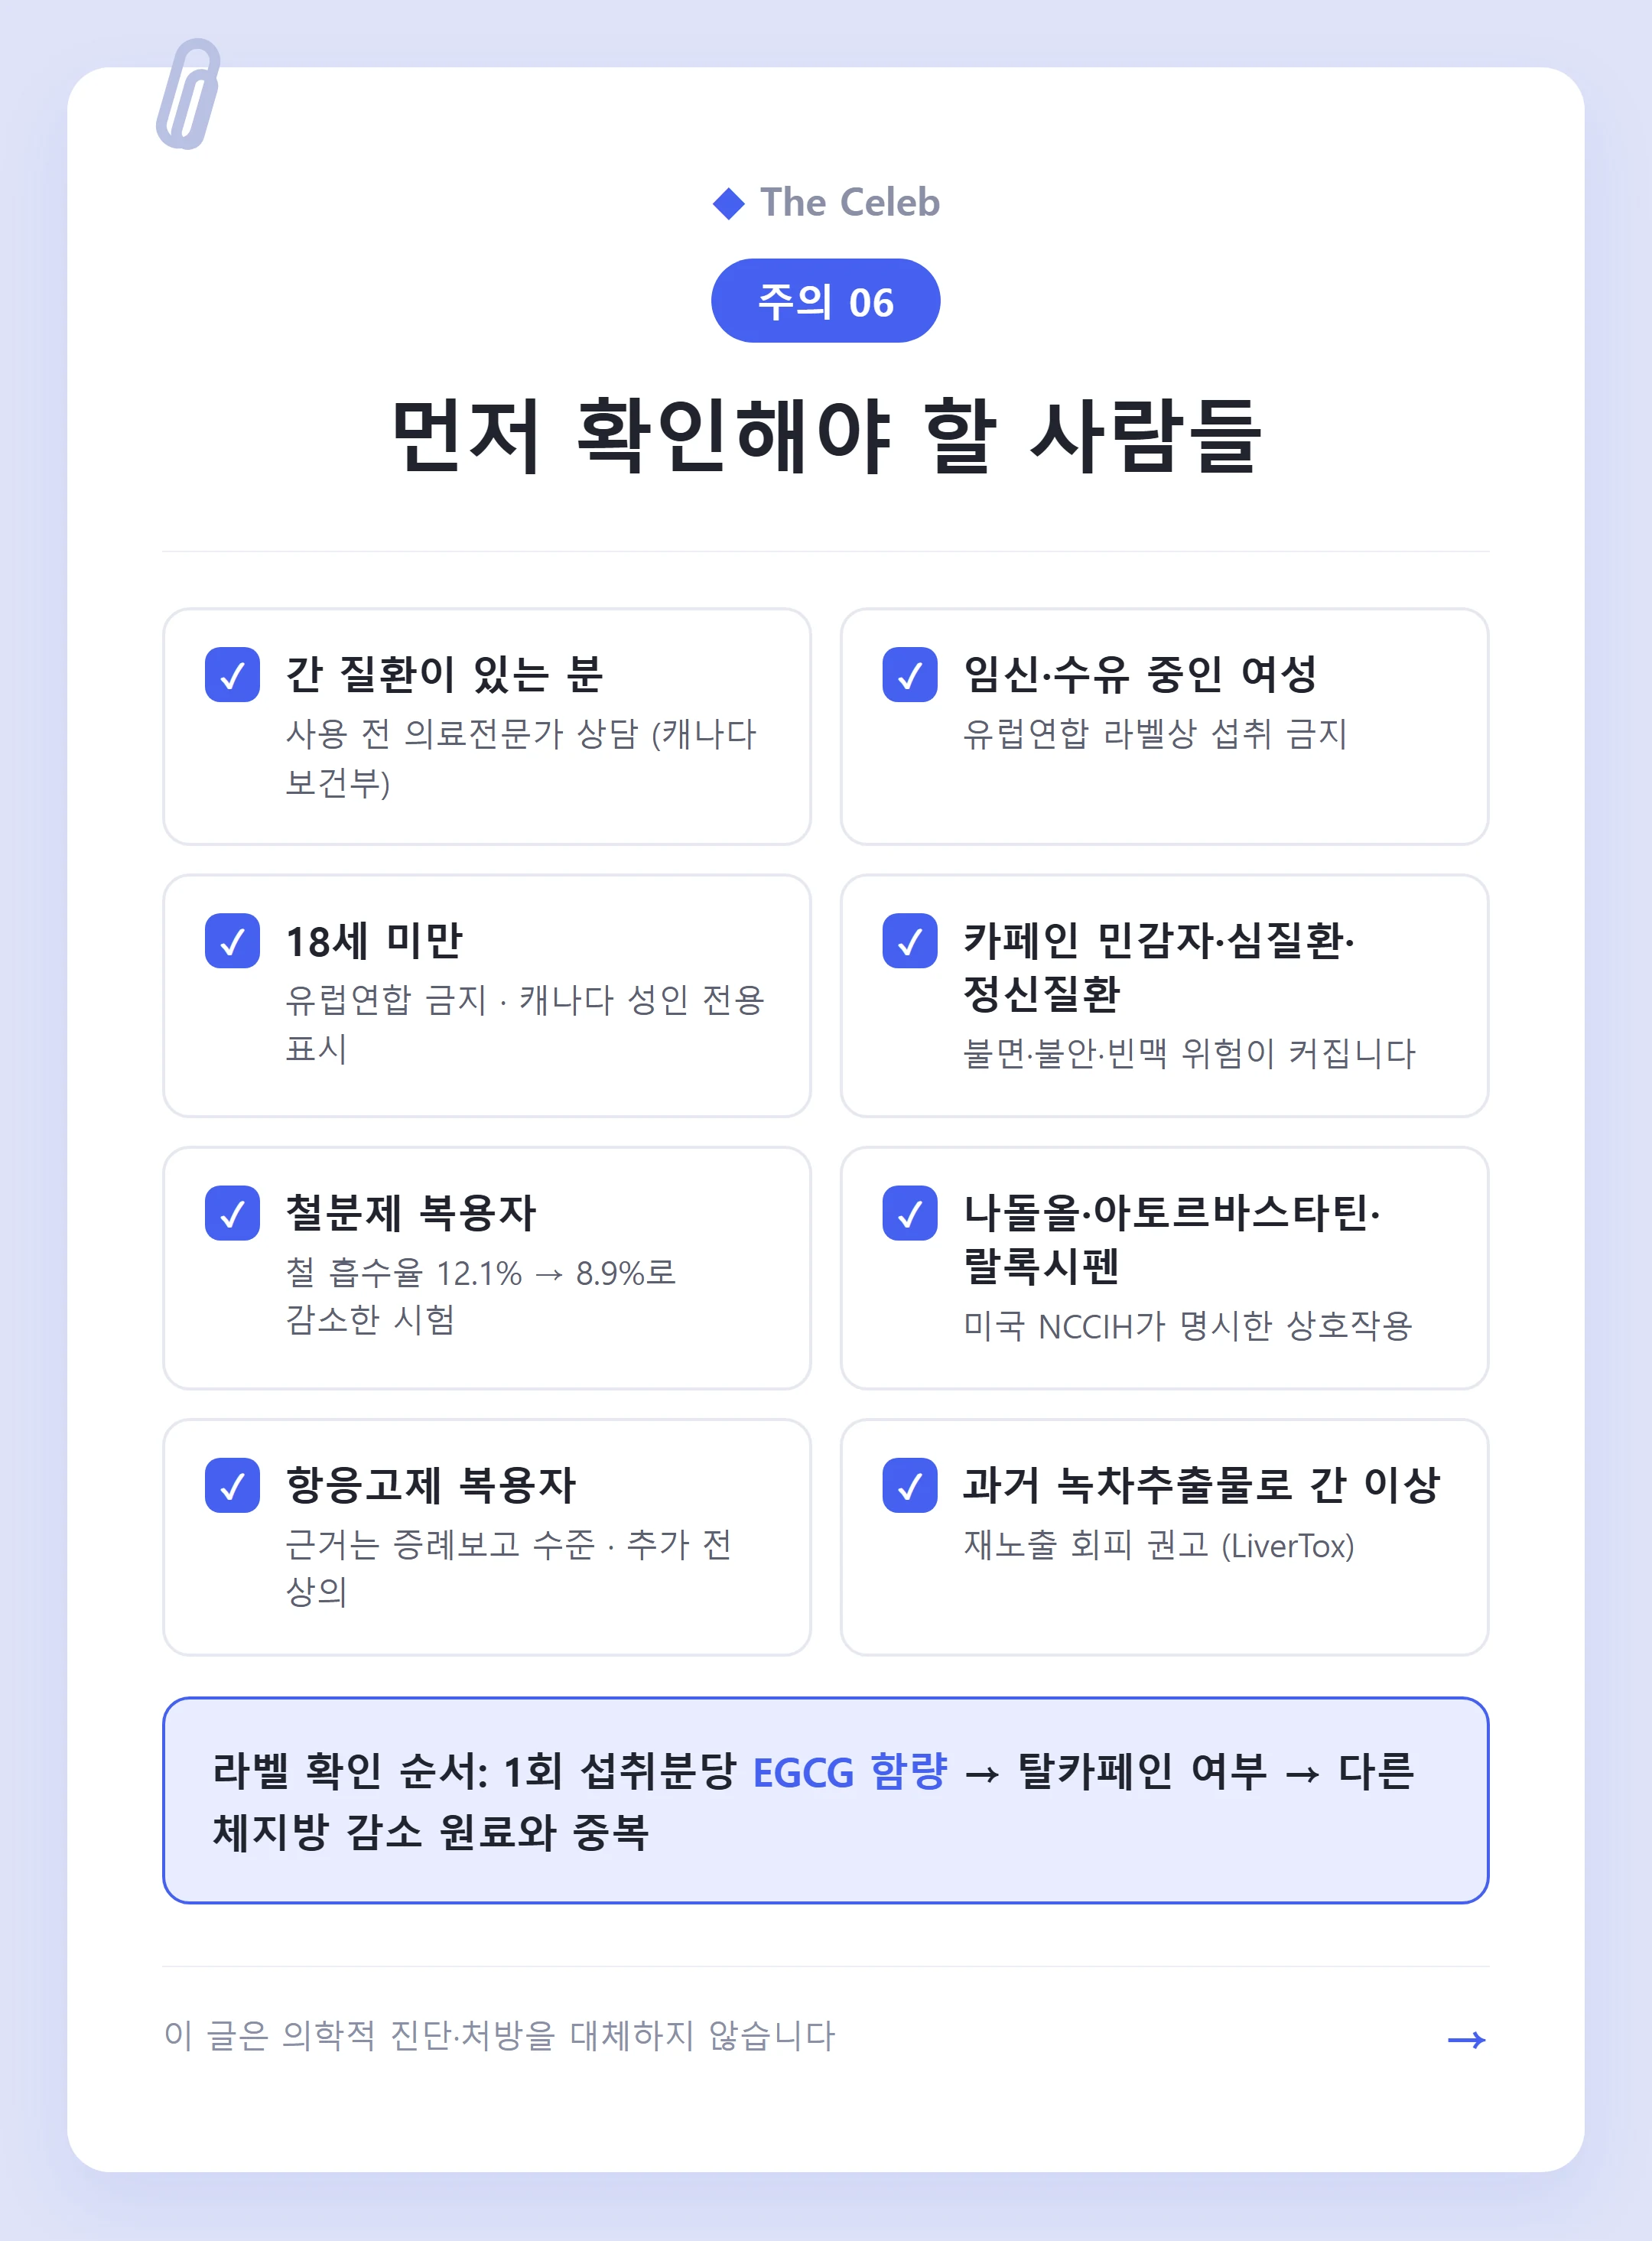 ◆ The Celeb
주의 06
먼저 확인해야 할 사람들
✓ 간 질환이 있는 분
사용 전 의료전문가 상담 (캐나다
보건부)
✓ 임신·수유 중인 여성
유럽연합 라벨상 섭취 금지
✓ 18세 미만
유럽연합 금지 · 캐나다 성인 전용
표시
✓ 카페인 민감자·심질환·
정신질환
불면·불안·빈맥 위험이 커집니다
✓ 철분제 복용자
철 흡수율 12.1% → 8.9%로
감소한 시험
✓ 나돌올·아토르바스타틴·
랄록시펜
미국 NCCIH가 명시한 상호작용
✓ 항응고제 복용자
근거는 증례보고 수준 · 추가 전
상의
✓ 과거 녹차추출물로 간 이상
재노출 회피 권고 (LiverTox)
라벨 확인 순서: 1회 섭취분당 EGCG 함량 → 탈카페인 여부 → 다른
체지방 감소 원료와 중복
이 글은 의학적 진단·처방을 대체하지 않습니다
→